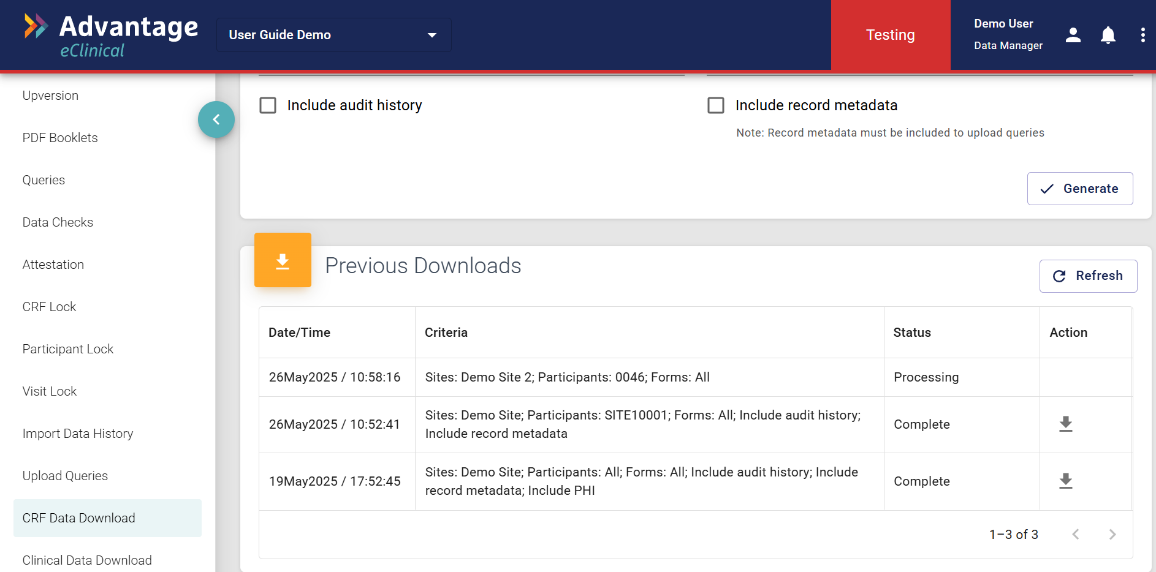 Advantage
eClinical
User Guide Demo
Testing
Demo User
Data Manager
Upversion
PDF Booklets
Queries
Data Checks
Attestation
CRF Lock
Participant Lock
Visit Lock
Import Data History
Upload Queries
CRF Data Download
Clinical Data Download
Include audit history
Include record metadata
Note: Record metadata must be included to upload queries
Generate
Previous Downloads
Refresh
Date/Time Criteria Status Action
26May2025 / 10:58:16 Sites: Demo Site 2; Participants: 0046; Forms: All Processing
26May2025 / 10:52:41 Sites: Demo Site; Participants: SITE10001; Forms: All; Include audit history; Complete
Include record metadata
19May2025 / 17:52:45 Sites: Demo Site; Participants: All; Forms: All; Include audit history; Include Complete
record metadata; Include PHI
1–3 of 3